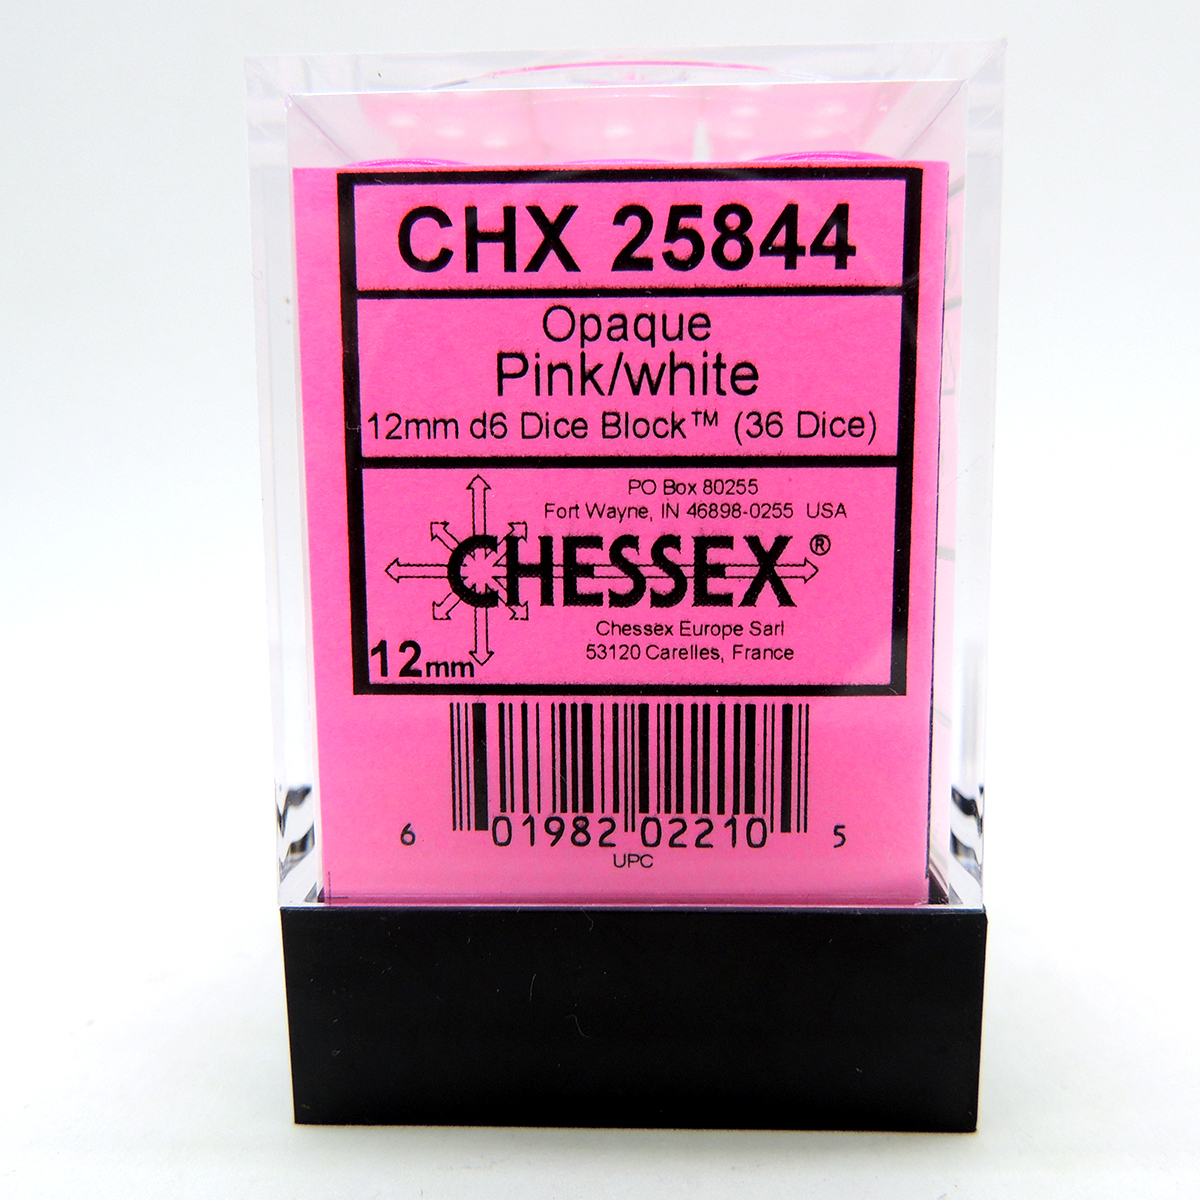 CHX 25844
Opaque
Pink/white
12mm d6 Dice Block™ (36 Dice)
PO Box 80255
Fort Wayne, IN 46898-0255 USA
CHESSEX®
Chessex Europe Sarl
53120 Carelles, France
12mm
6 01982 02210 5
UPC